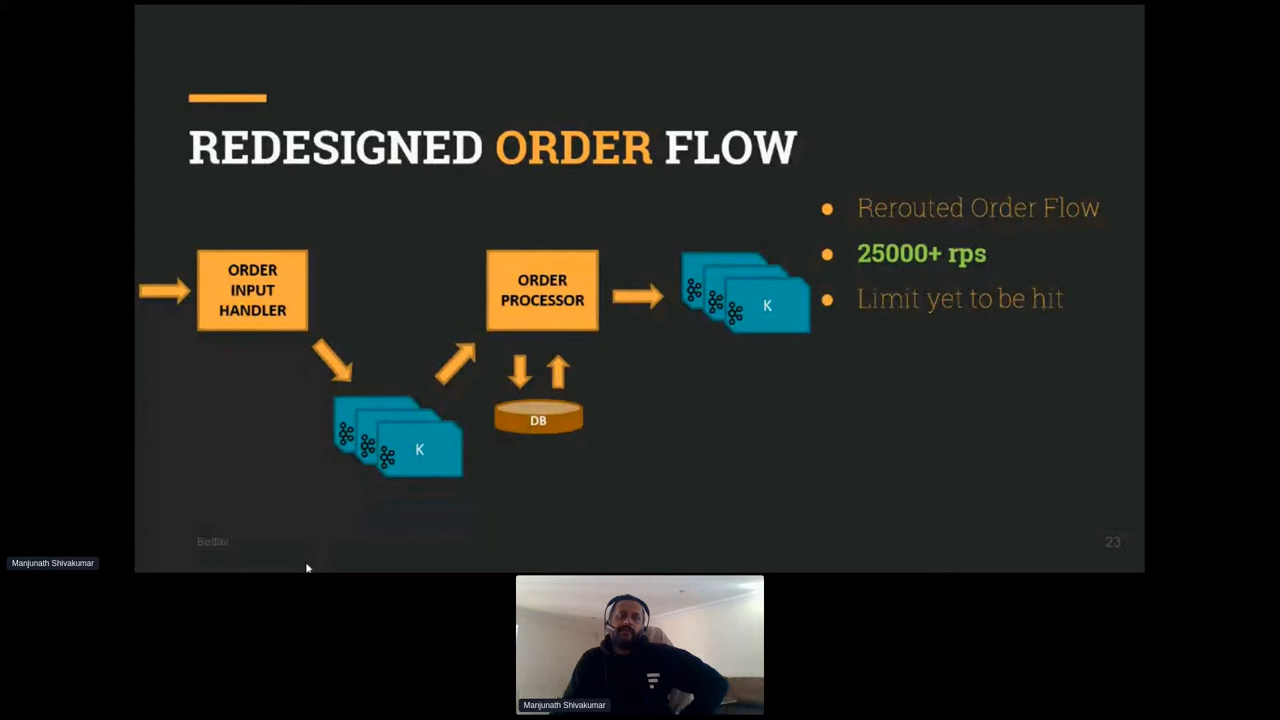 REDESIGNED ORDER FLOW
Rerouted Order Flow
25000+ rps
Limit yet to be hit
ORDER
INPUT
HANDLER
ORDER
PROCESSOR
K
DB
K
Betfair
23
Manjunath Shivakumar
Manjunath Shivakumar